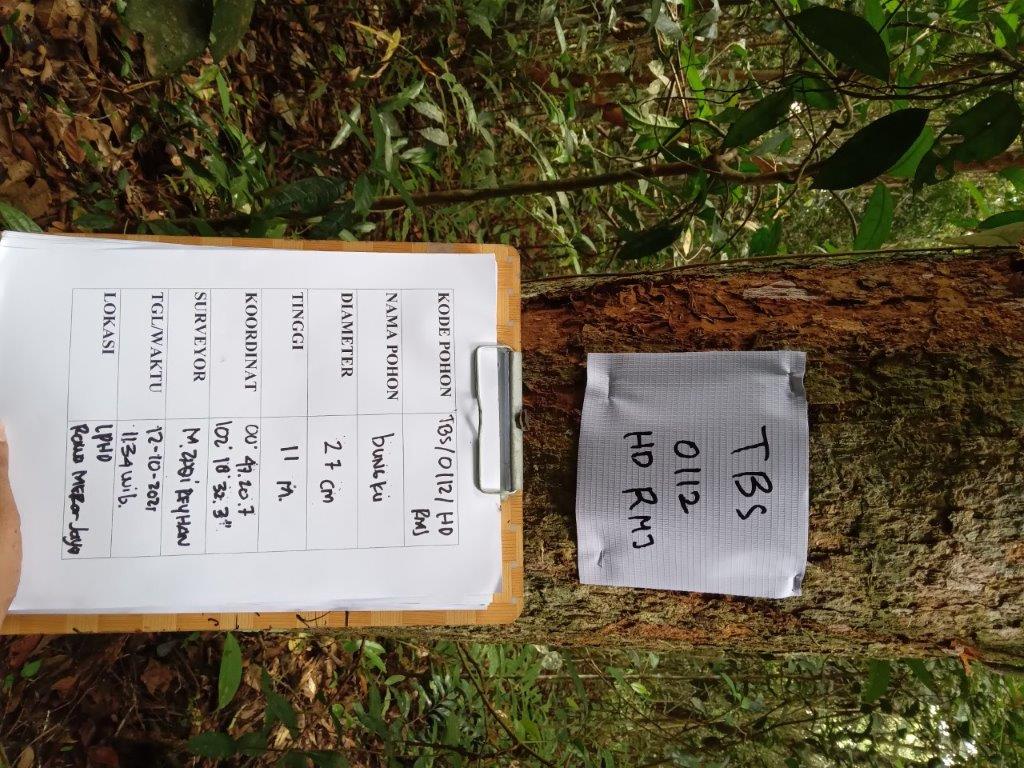 TBS
0112
HD RMJ
KODE POHON TBS/0112/ HD
RMJ
NAMA POHON bungku
DIAMETER 27 cm
TINGGI 11 m.
KOORDINAT 00° 47.20.7
102° 18' 32.3"
SURVEYOR M. ZAQI REYHAN
TGL/WAKTU 12-10-2021
11.34 wib.
LOKASI LPHD
Jaya